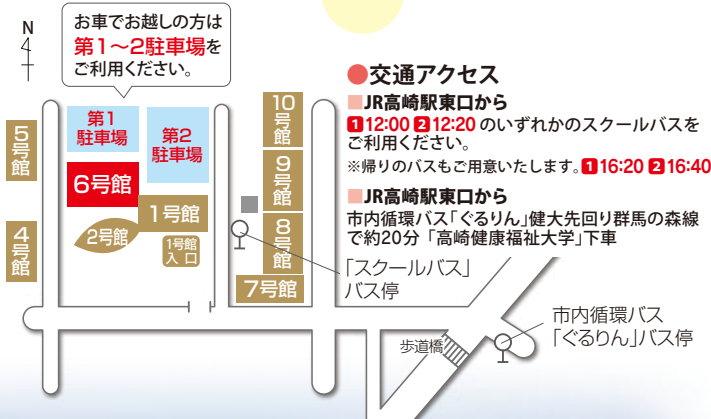 N
お車でお越しの方は
第1～2駐車場を
ご利用ください。
第1
駐車場
第2
駐車場
5号館
6号館
4号館
2号館
1号館
1号館
入口
10号館
9号館
8号館
7号館
「スクールバス」
バス停
●交通アクセス
■JR高崎駅東口から
1 12:00 2 12:20 のいずれかのスクールバスを
ご利用ください。
※帰りのバスもご用意いたします。1 16:20 2 16:40
■JR高崎駅東口から
市内循環バス「ぐるりん」健大先回り群馬の森線
で約20分「高崎健康福祉大学」下車
歩道橋
市内循環バス
「ぐるりん」バス停